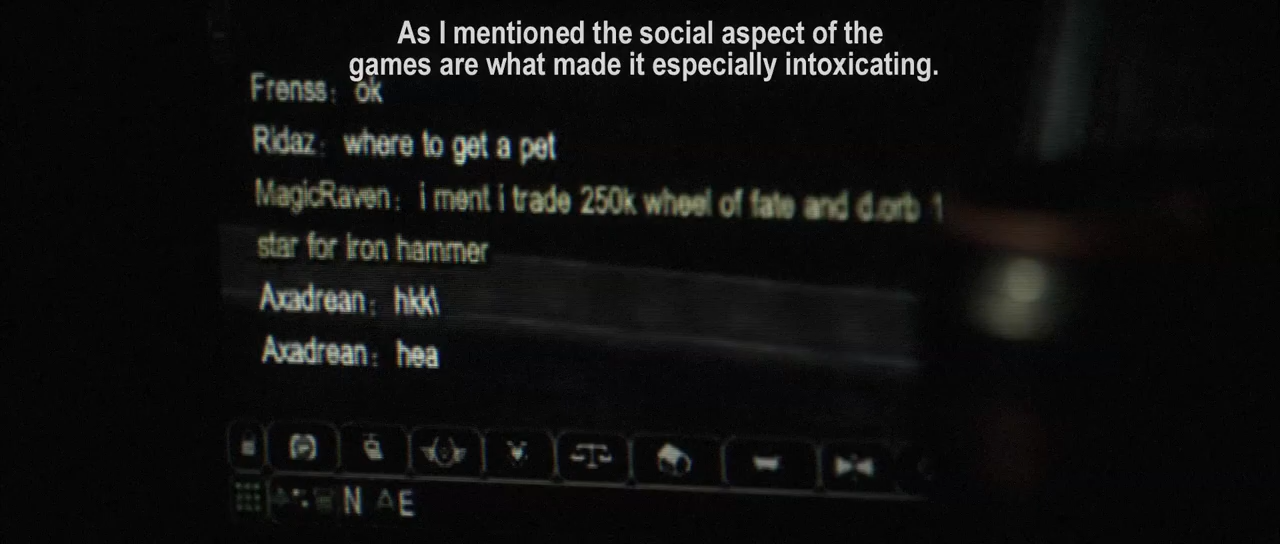 As I mentioned the social aspect of the
games are what made it especially intoxicating.
Frenss: ok
Ridaz: where to get a pet
MagicRaven: i ment i trade 250k wheel of fate and d.orb 1
star for Iron hammer
Axadrean: hkk\
Axadrean: hea
N E